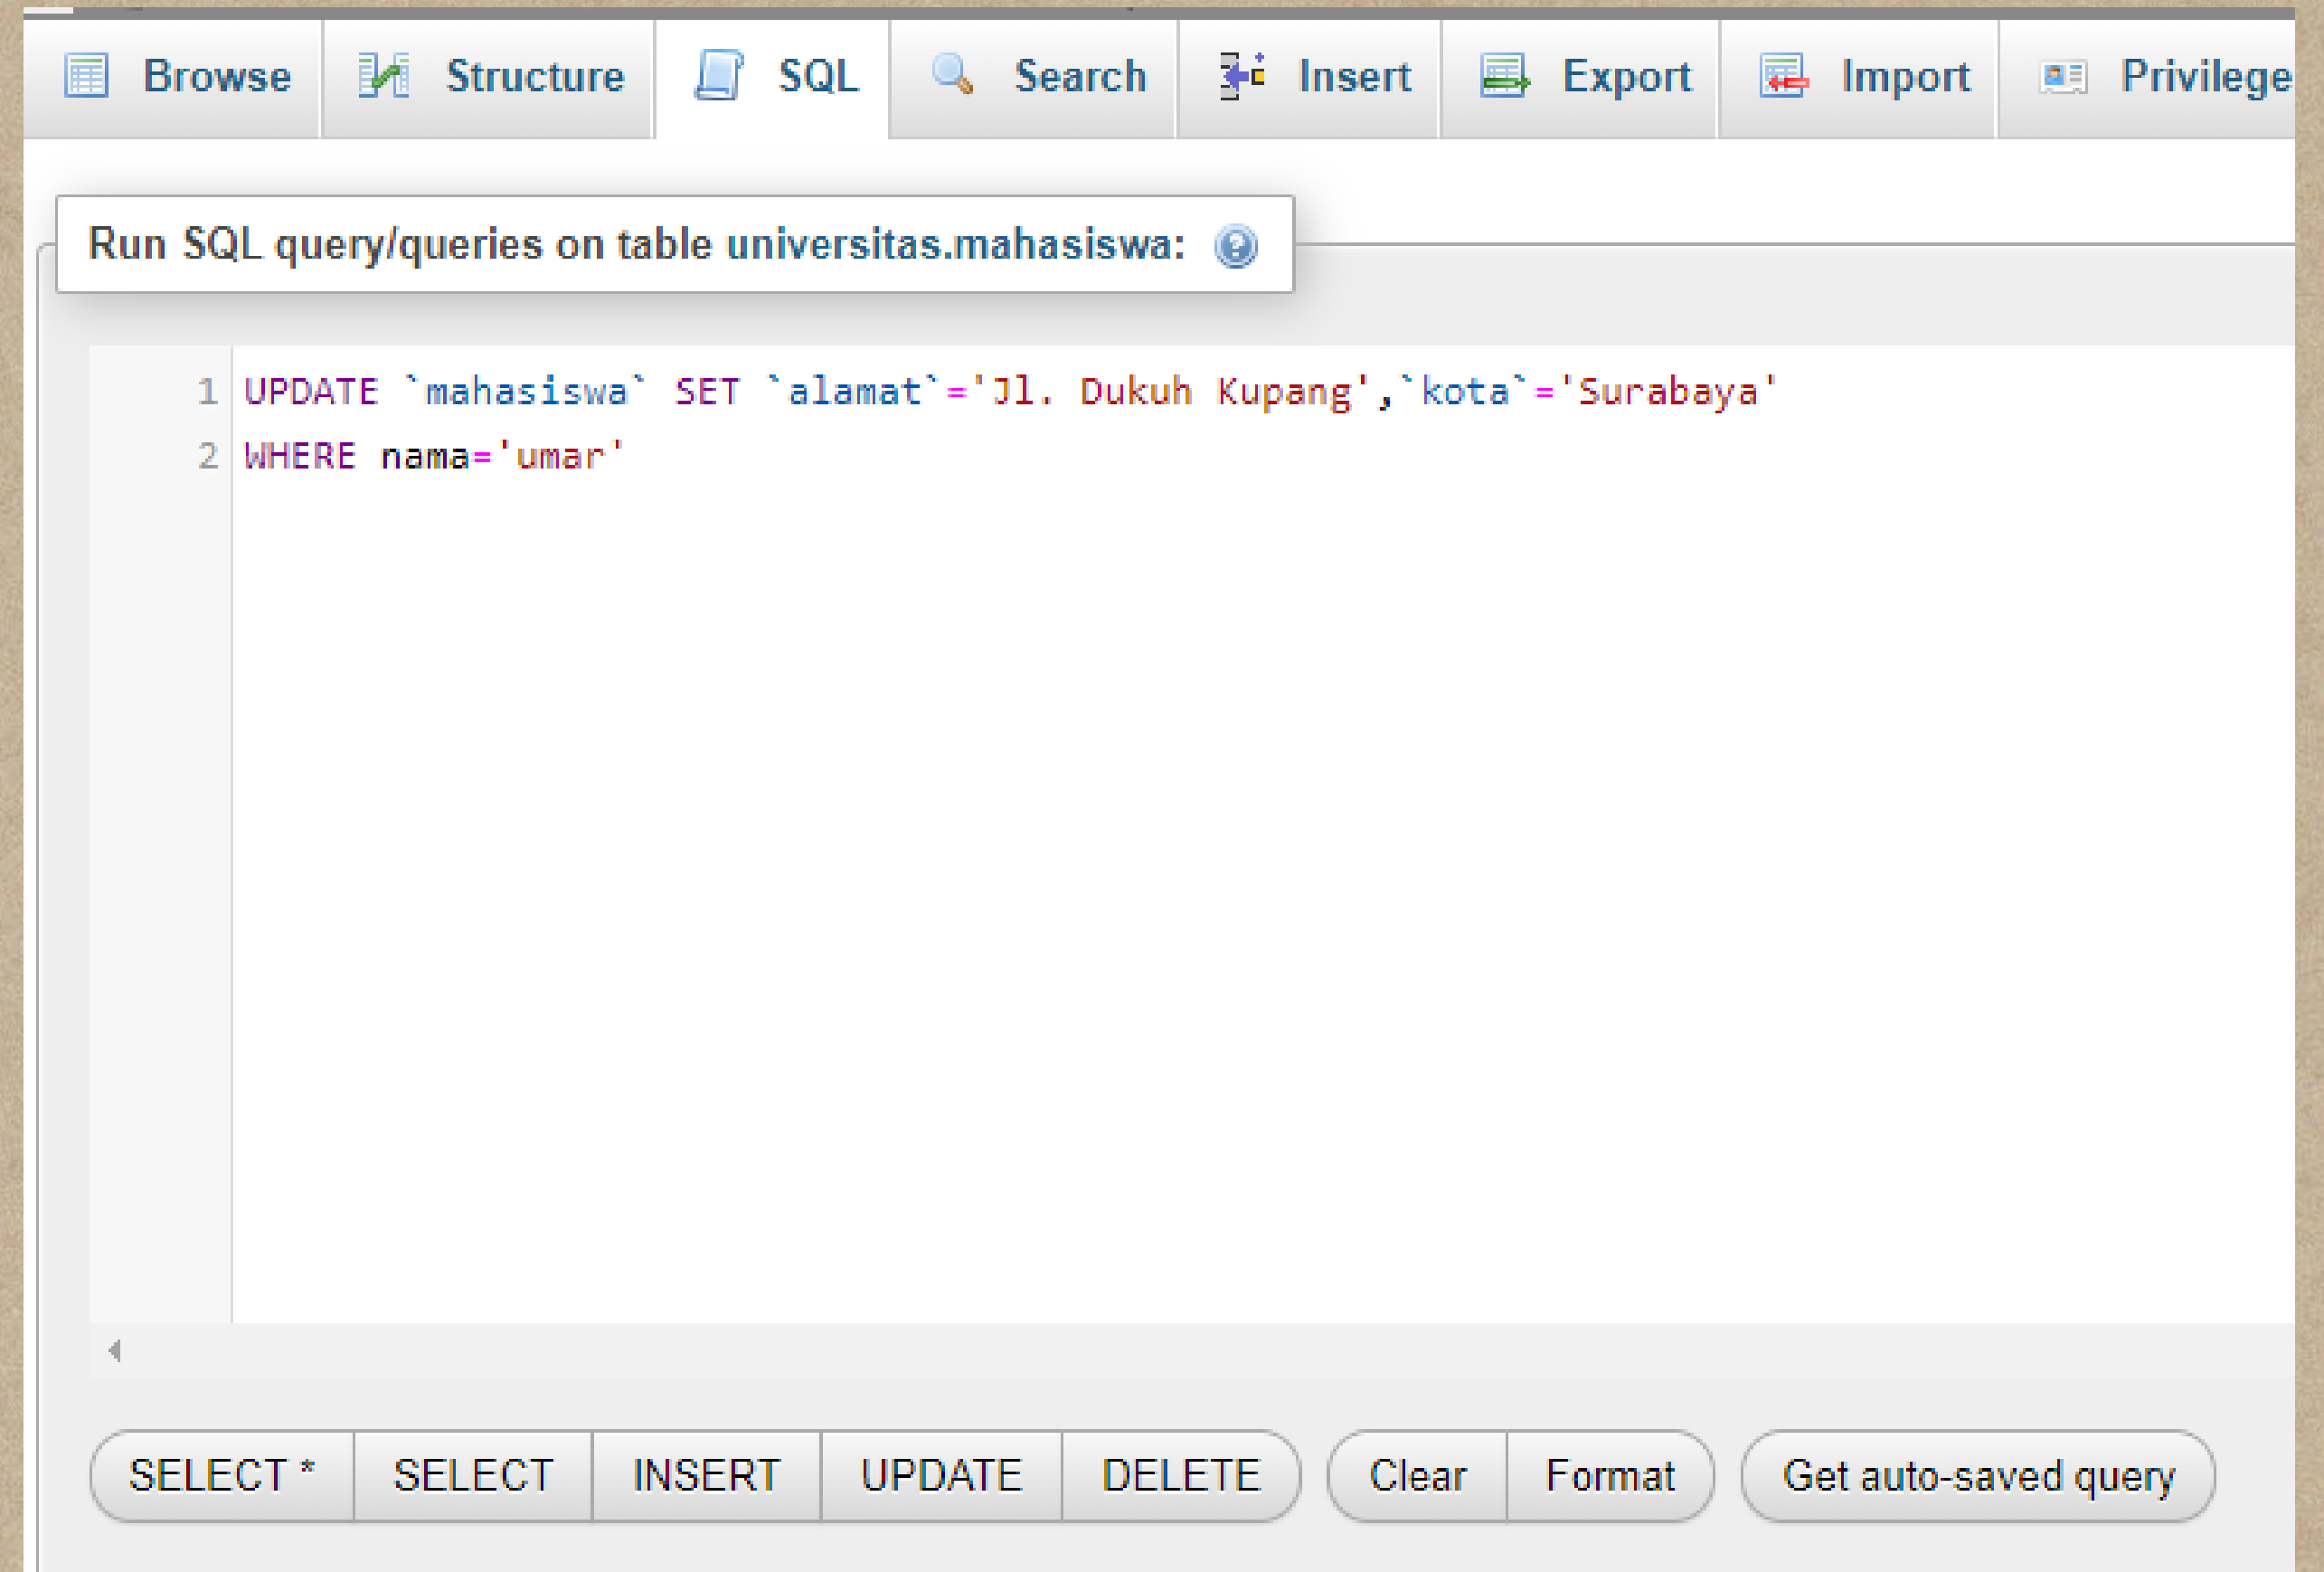 Browse Structure SQL Search Insert Export Import Privilege
Run SQL query/queries on table universitas.mahasiswa:
1 UPDATE `mahasiswa` SET `alamat`='Jl. Dukuh Kupang',`kota`='Surabaya'
2 WHERE nama='umar'
SELECT * SELECT INSERT UPDATE DELETE Clear Format Get auto-saved query